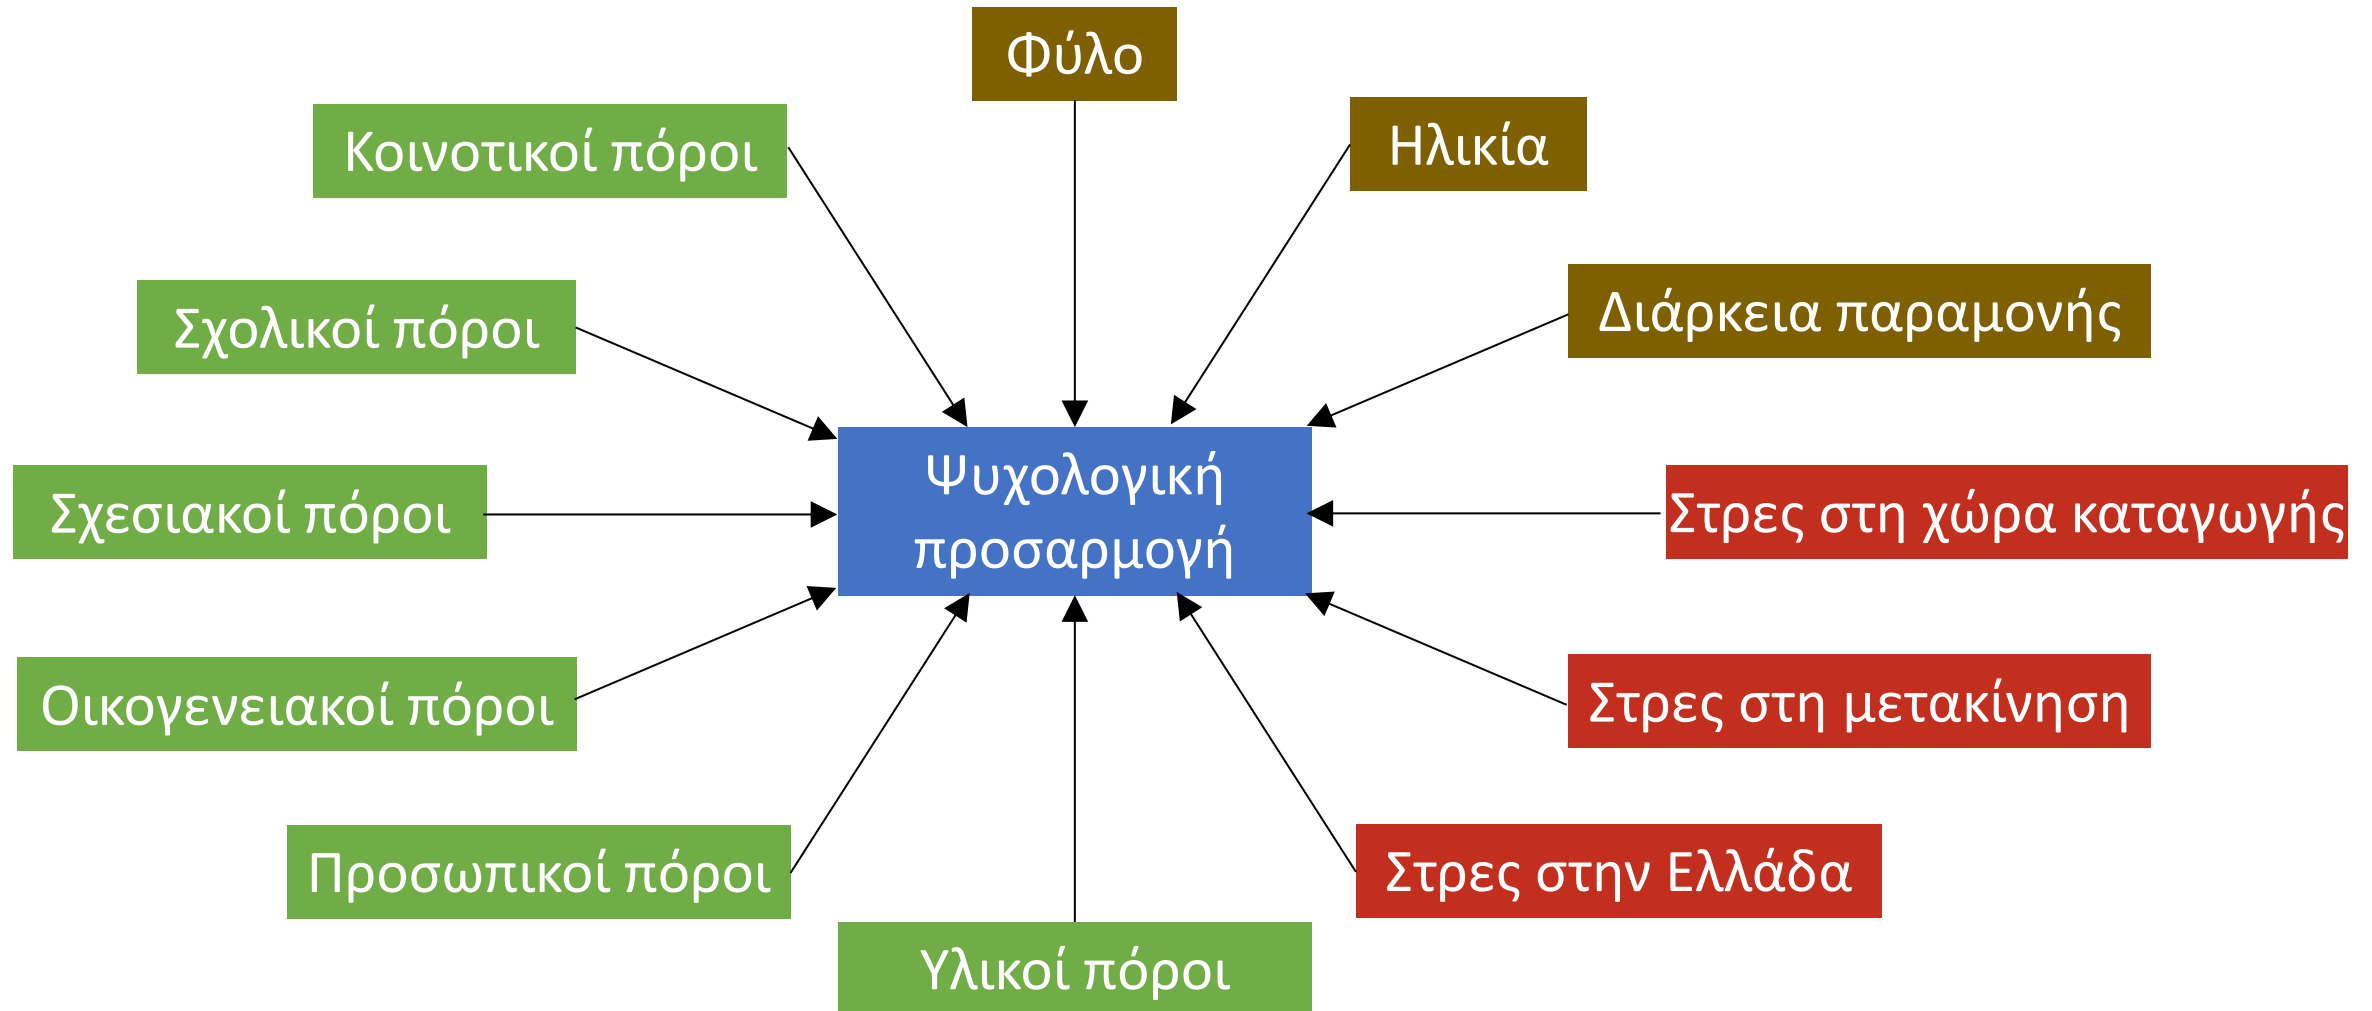 Φύλο
Κοινοτικοί πόροι
Ηλικία
Σχολικοί πόροι
Διάρκεια παραμονής
Ψυχολογική
προσαρμογή
Σχεσιακοί πόροι
Στρες στη χώρα καταγωγής
Οικογενειακοί πόροι
Στρες στη μετακίνηση
Προσωπικοί πόροι
Στρες στην Ελλάδα
Υλικοί πόροι